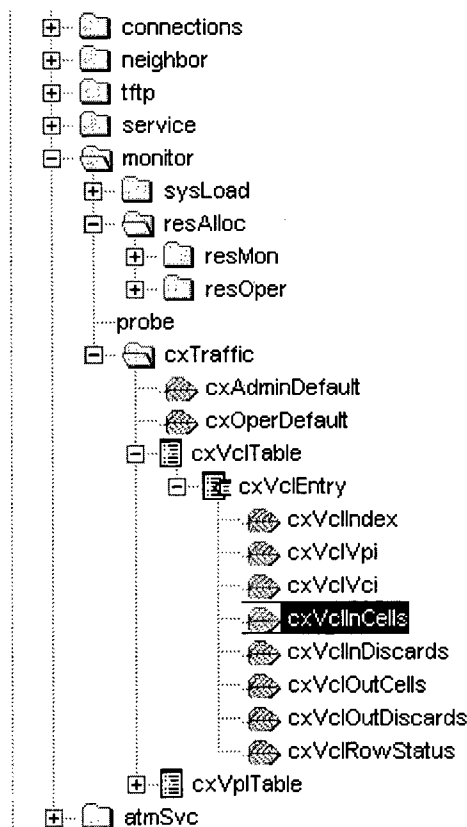 connections
neighbor
tftp
service
monitor
sysLoad
resAlloc
resMon
resOper
probe
cxTraffic
cxAdminDefault
cxOperDefault
cxVclTable
cxVclEntry
cxVclIndex
cxVclVpi
cxVclVci
cxVclInCells
cxVclInDiscards
cxVclOutCells
cxVclOutDiscards
cxVclRowStatus
cxVplTable
atmSvc